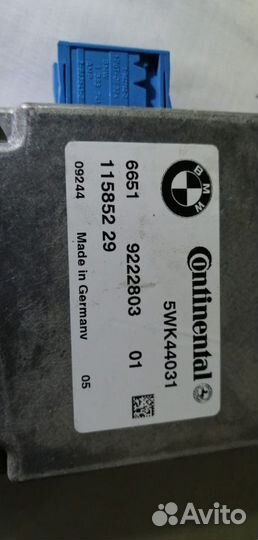 BMW
Continental
5WK44031
6651 9222803 01
115852 29
09244 Made in Germany 05
Avito